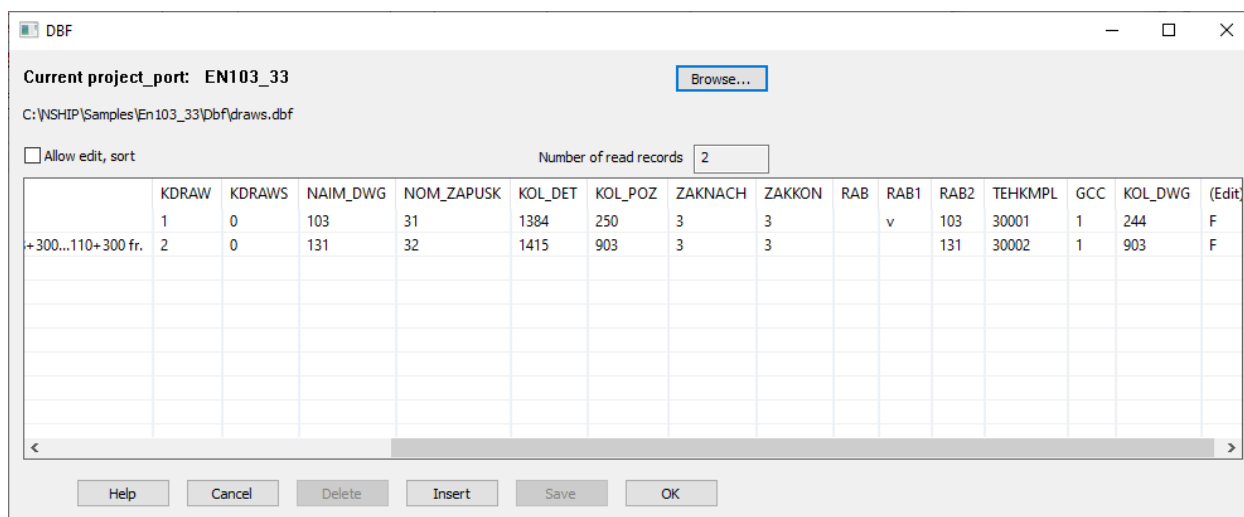 DBF
Current project_port: EN103_33
Browse...
C:\NSHIP\Samples\En103_33\Dbf\draws.dbf
Allow edit, sort
Number of read records 2
KDRAW KDRAWS NAIM_DWG NOM_ZAPUSK KOL_DET KOL_POZ ZAKNACH ZAKKON RAB RAB1 RAB2 TEHKMPL GCC KOL_DWG (Edit)
1 0 103 31 1384 250 3 3 v 103 30001 1 244 F
+300...110+300 fr. 2 0 131 32 1415 903 3 3 131 30002 1 903 F
Help Cancel Delete Insert Save OK